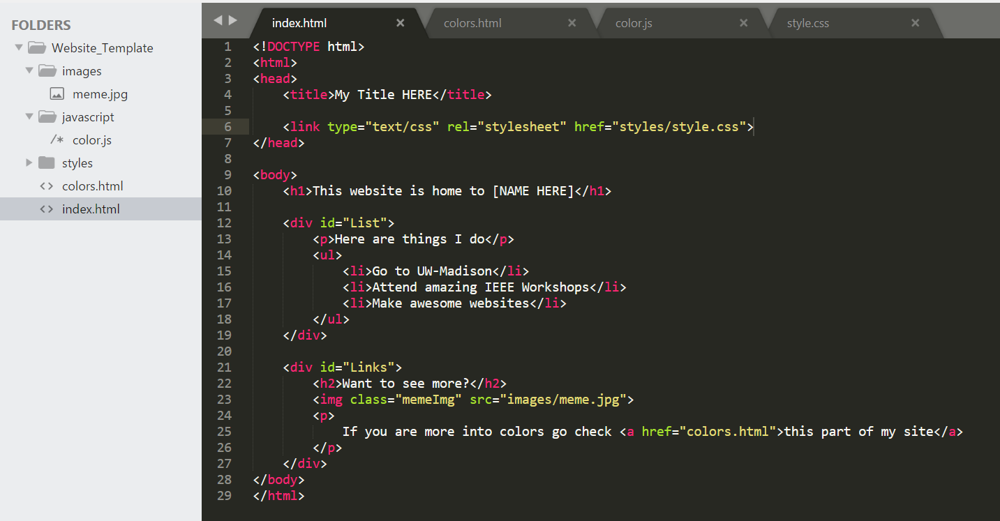 FOLDERS
Website_Template
images
meme.jpg
javascript
/* color.js
styles
<> colors.html
<> index.html
index.html × colors.html × color.js × style.css ×
1 <!DOCTYPE html>
2 <html>
3 <head>
4     <title>My Title HERE</title>
5
6     <link type="text/css" rel="stylesheet" href="styles/style.css">
7 </head>
8
9 <body>
10     <h1>This website is home to [NAME HERE]</h1>
11
12     <div id="List">
13         <p>Here are things I do</p>
14         <ul>
15             <li>Go to UW-Madison</li>
16             <li>Attend amazing IEEE Workshops</li>
17             <li>Make awesome websites</li>
18         </ul>
19     </div>
20
21     <div id="Links">
22         <h2>Want to see more?</h2>
23         <img class="memeImg" src="images/meme.jpg">
24         <p>
25             If you are more into colors go check <a href="colors.html">this part of my site</a>
26         </p>
27     </div>
28 </body>
29 </html>